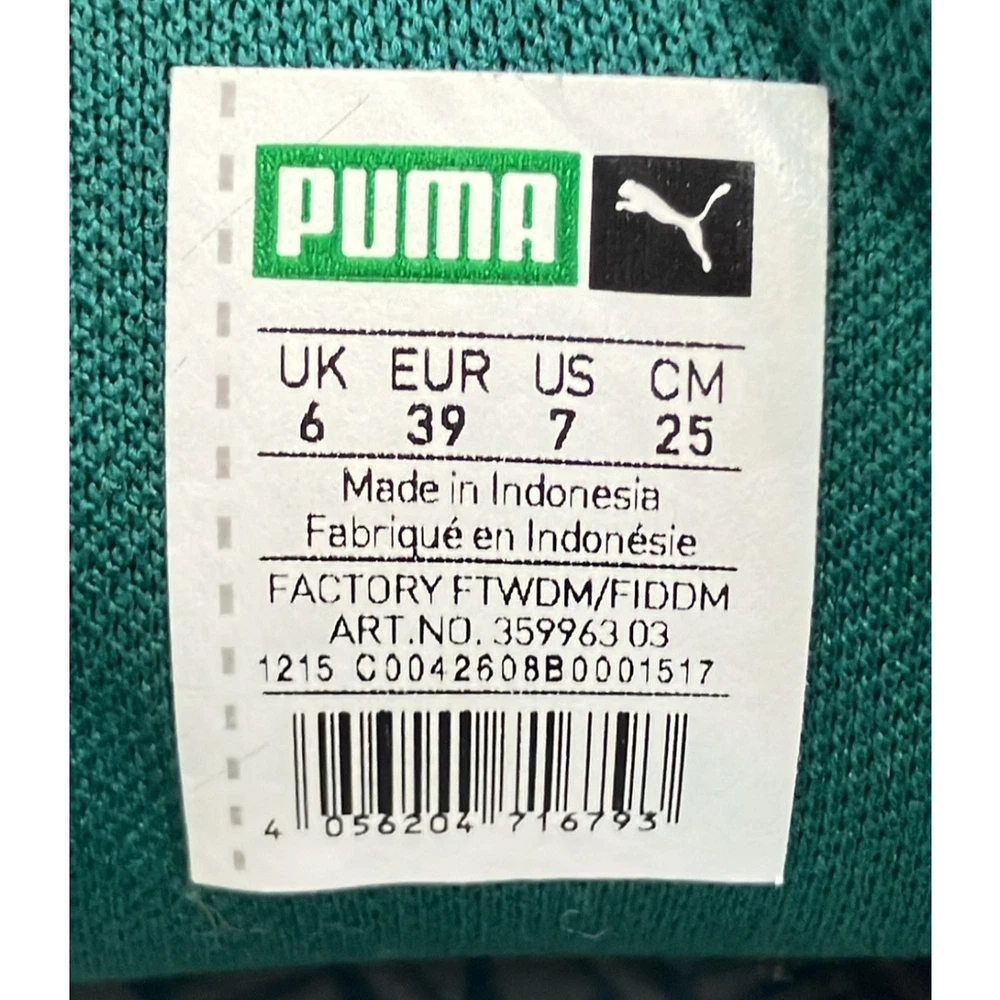 PUMA
UK EUR US CM
6 39 7 25
Made in Indonesia
Fabriqué en Indonésie
FACTORY FTWDM/FIDDM
ART.NO. 359963 03
1215 C0042608B0001517
4 056204 716793